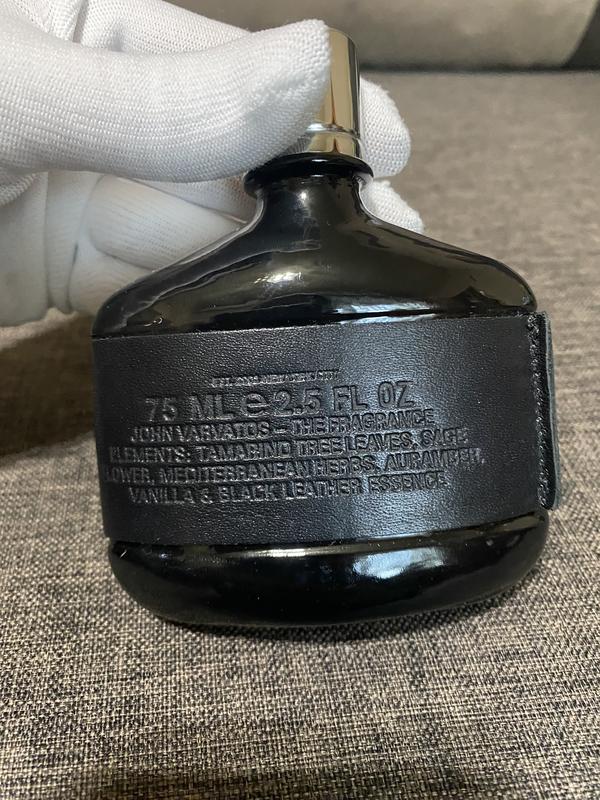 75 ML e 2.5 FL OZ
JOHN VARVATOS – THE FRAGRANCE
ELEMENTS: TAMARIND TREE LEAVES, SAGE
LOWER, MEDITERRANEAN HERBS, AURAMBER,
VANILLA & BLACK LEATHER ESSENCE.